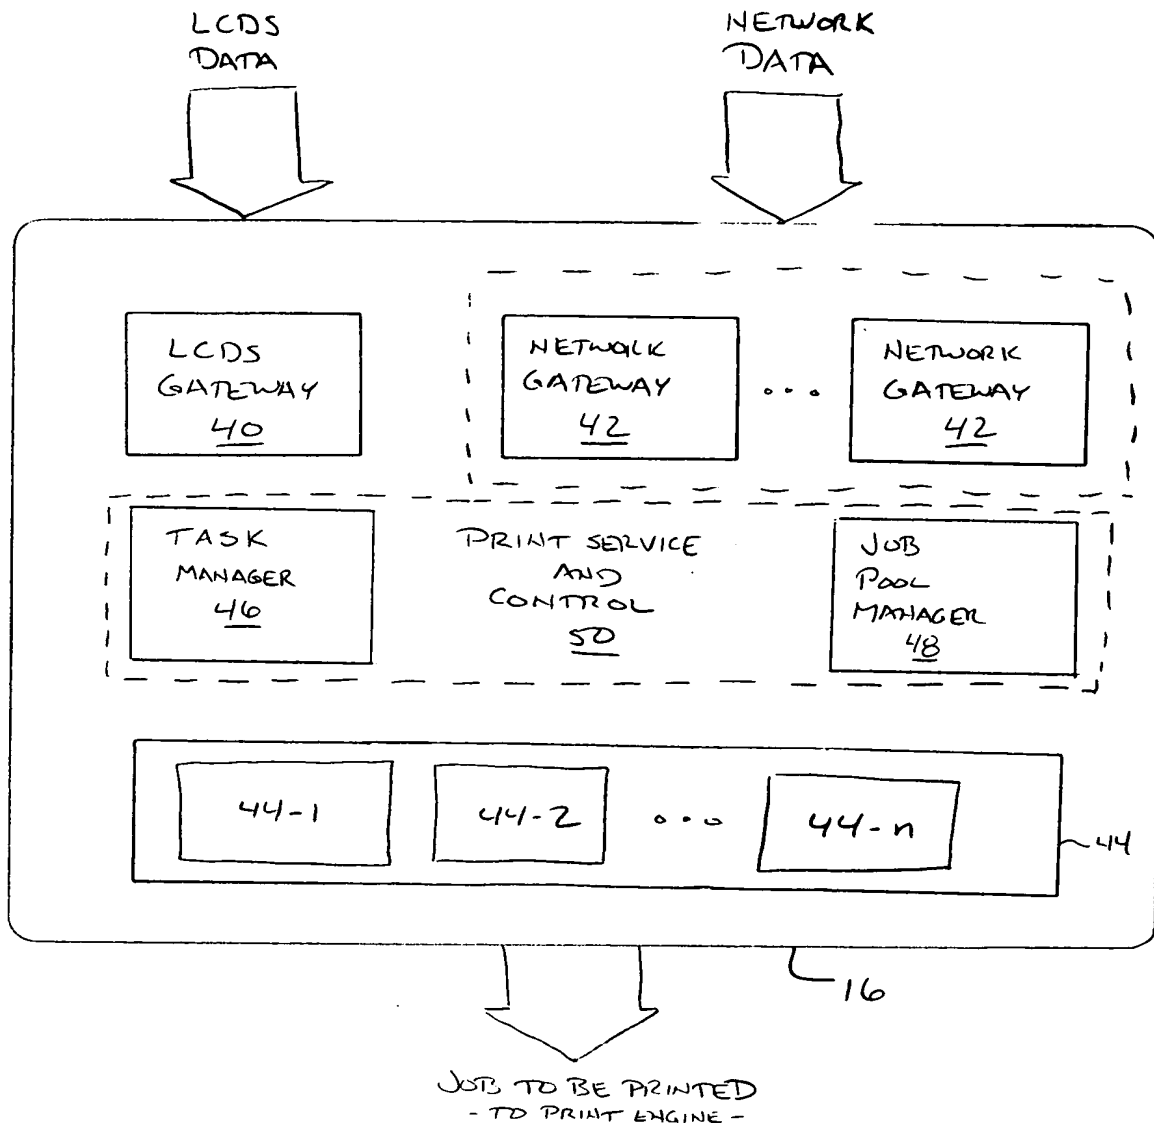 LCDS
DATA
NETWORK
DATA
LCDS
GATEWAY
40
NETWORK
GATEWAY
42
...
NETWORK
GATEWAY
42
TASK
MANAGER
46
PRINT SERVICE
AND
CONTROL
50
JOB
POOL
MANAGER
48
44-1
44-2
...
44-n
44
16
JOB TO BE PRINTED
- TO PRINT ENGINE -